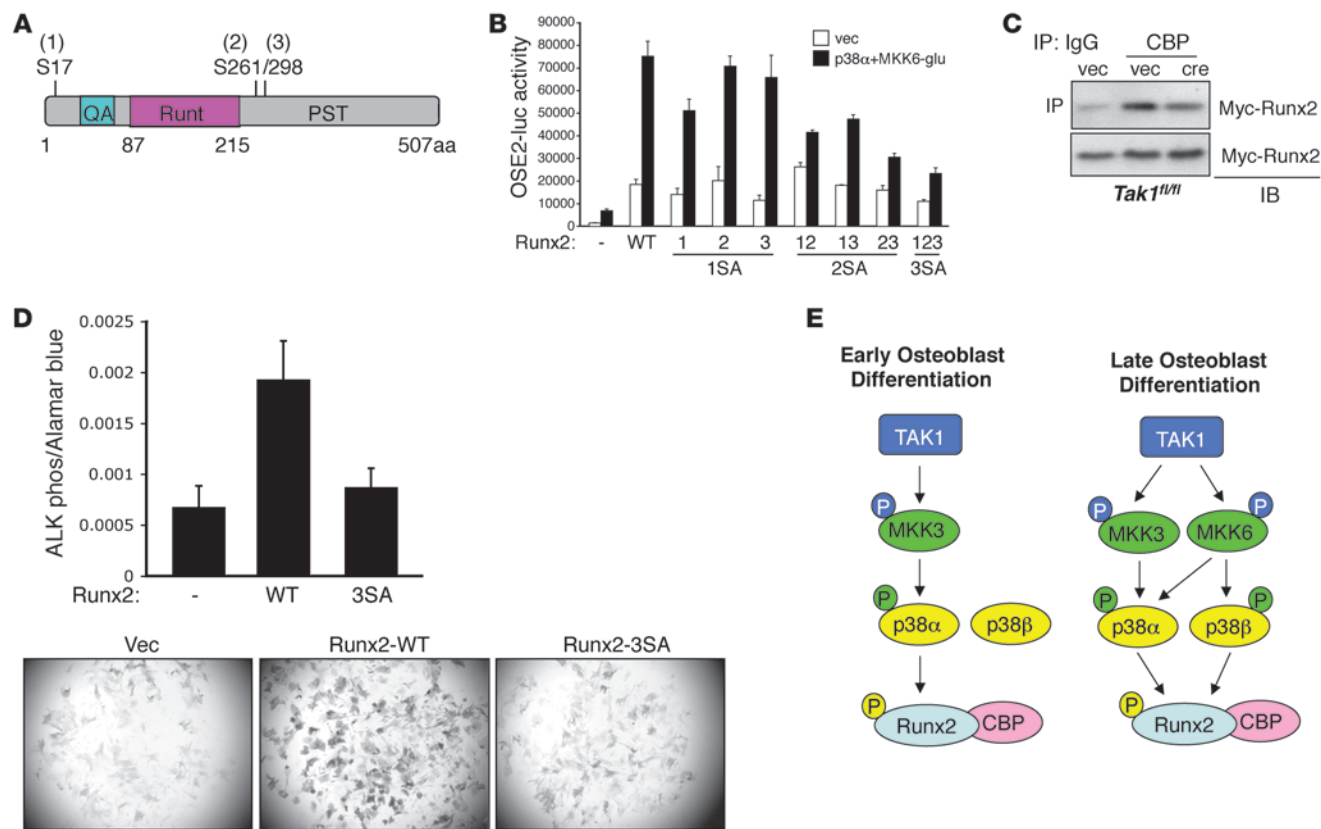 A
(1) (2) (3)
S17 S261/298
QA Runt PST
1 87 215 507aa
B
OSE2-luc activity
90000
80000
70000
60000
50000
40000
30000
20000
10000
0
vec
p38α+MKK6-glu
Runx2: - WT 1 2 3 12 13 23 123
1SA 2SA 3SA
C
IP: IgG CBP
vec vec cre
IP Myc-Runx2
Myc-Runx2
Tak1fl/fl IB
D
ALK phos/Alamar blue
0.0025
0.002
0.0015
0.001
0.0005
0
Runx2: - WT 3SA
Vec Runx2-WT Runx2-3SA
E
Early Osteoblast
Differentiation
TAK1
P
MKK3
P
p38α p38β
P
Runx2 CBP
Late Osteoblast
Differentiation
TAK1
P P
MKK3 MKK6
P P
p38α p38β
P
Runx2 CBP